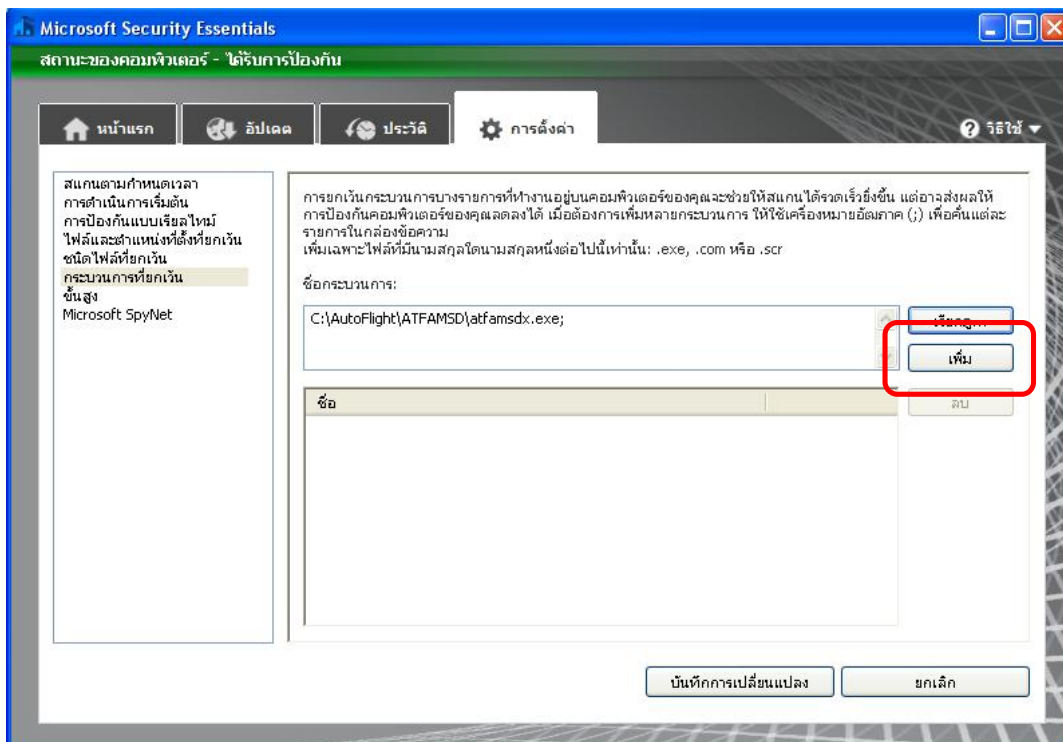 Microsoft Security Essentials
สถานะของคอมพิวเตอร์ - ได้รับการป้องกัน
หน้าแรก
อัปเดต
ประวัติ
การตั้งค่า
วิธีใช้
สแกนตามกำหนดเวลา
การดำเนินการเริ่มต้น
การป้องกันแบบเรียลไทม์
ไฟล์และตำแหน่งที่ตั้งที่ยกเว้น
ชนิดไฟล์ที่ยกเว้น
กระบวนการที่ยกเว้น
ขั้นสูง
Microsoft SpyNet
การยกเว้นกระบวนการบางรายการที่ทำงานอยู่บนคอมพิวเตอร์ของคุณจะช่วยให้สแกนได้รวดเร็วยิ่งขึ้น แต่อาจส่งผลให้
การป้องกันคอมพิวเตอร์ของคุณลดลงได้ เมื่อต้องการเพิ่มหลายกระบวนการ ให้ใช้เครื่องหมายอัฒภาค (;) เพื่อคั่นแต่ละ
รายการในกล่องข้อความ
เพิ่มเฉพาะไฟล์ที่มีนามสกุลใดนามสกุลหนึ่งต่อไปนี้เท่านั้น: .exe, .com หรือ .scr
ชื่อกระบวนการ:
C:\AutoFlight\ATFAMSD\atfamsdx.exe;
เพิ่ม
ชื่อ
ลบ
บันทึกการเปลี่ยนแปลง
ยกเลิก